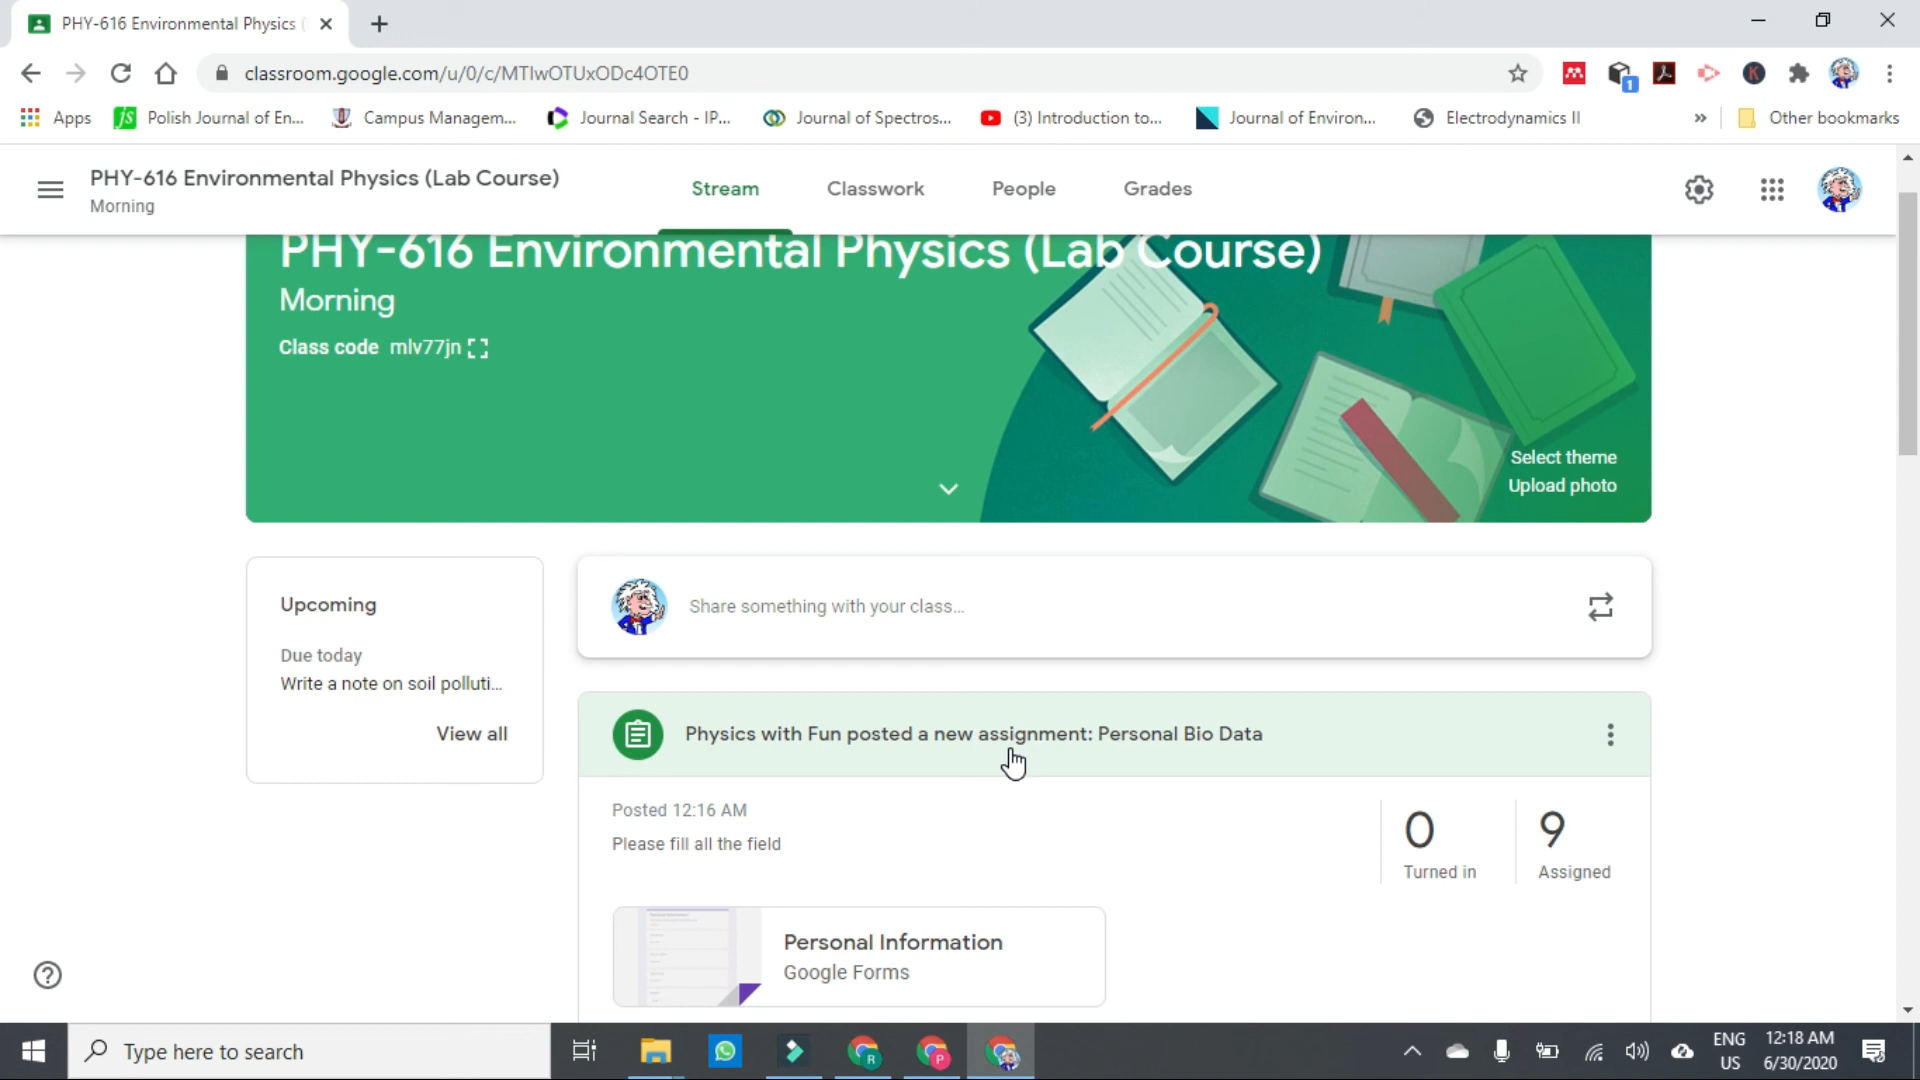 PHY-616 Environmental Physics (
classroom.google.com/u/0/c/MTIwOTUxODc4OTE0
1
Apps
Polish Journal of En...
Campus Managem...
Journal Search - IP...
Journal of Spectros...
(3) Introduction to...
Journal of Environ...
Electrodynamics II
»
Other bookmarks
PHY-616 Environmental Physics (Lab Course)
Morning
Stream
Classwork
People
Grades
PHY-616 Environmental Physics (Lab Course)
Morning
Class code mlv77jn
Select theme
Upload photo
Upcoming
Due today
Write a note on soil polluti...
View all
Share something with your class...
Physics with Fun posted a new assignment: Personal Bio Data
Posted 12:16 AM
Please fill all the field
0
Turned in
9
Assigned
Personal Information
Google Forms
Type here to search
R
P
ENG
US
12:18 AM
6/30/2020